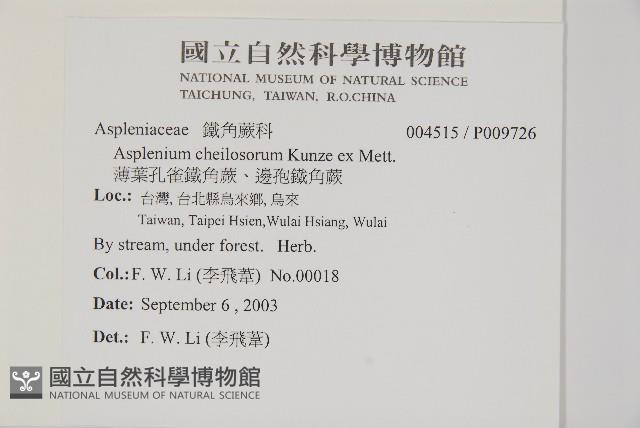 國立自然科學博物館
NATIONAL MUSEUM OF NATURAL SCIENCE
TAICHUNG, TAIWAN, R.O.CHINA
Aspleniaceae 鐵角蕨科 004515 / P009726
Asplenium cheilosorum Kunze ex Mett.
薄葉孔雀鐵角蕨、邊孢鐵角蕨
Loc.: 台灣, 台北縣烏來鄉, 烏來
Taiwan, Taipei Hsien,Wulai Hsiang, Wulai
By stream, under forest. Herb.
Col.: F. W. Li (李飛葦) No.00018
Date: September 6 , 2003
Det.: F. W. Li (李飛葦)
國立自然科學博物館
NATIONAL MUSEUM OF NATURAL SCIENCE